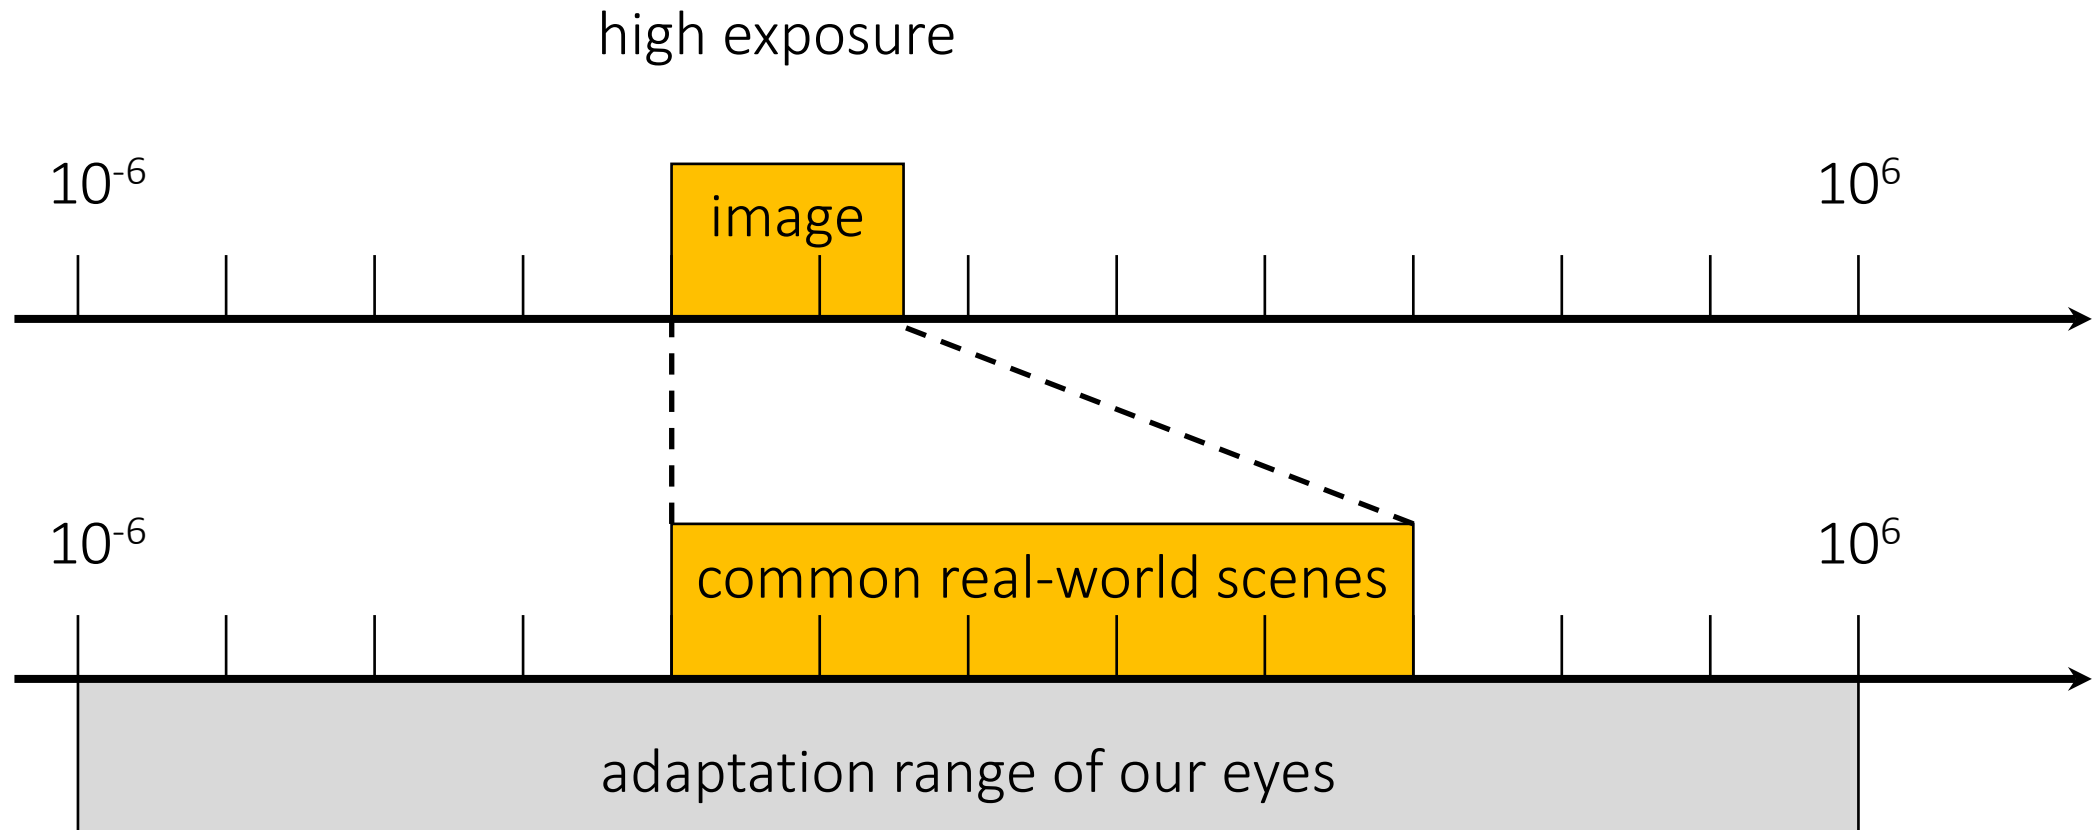 high exposure
10⁻⁶
image
10⁶
10⁻⁶
common real-world scenes
10⁶
adaptation range of our eyes